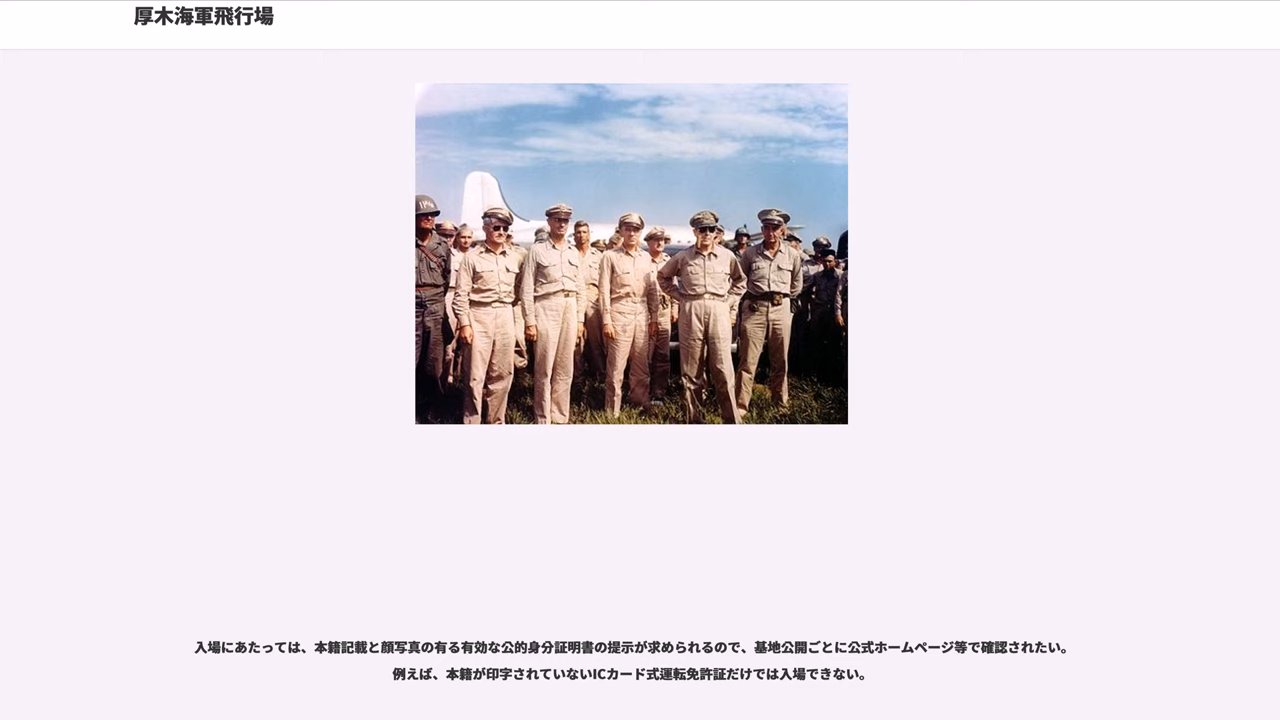 厚木海軍飛行場
入場にあたっては、本籍記載と顔写真の有る有効な公的身分証明書の提示が求められるので、基地公開ごとに公式ホームページ等で確認されたい。
例えば、本籍が印字されていないICカード式運転免許証だけでは入場できない。